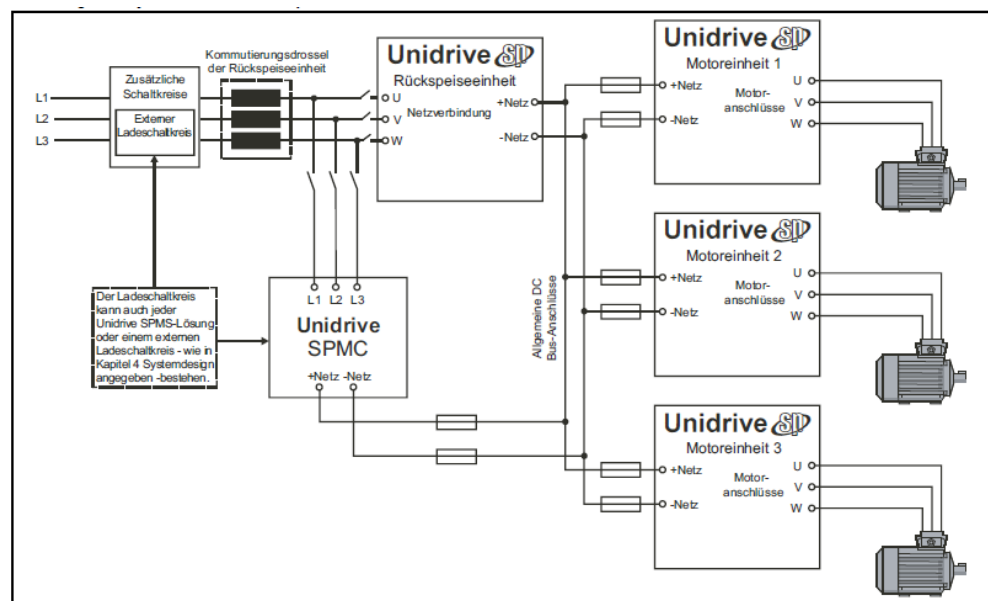 Kommutierungsdrossel
der Rückspeiseeinheit
Zusätzliche
Schaltkreise
Externer
Ladeschaltkreis
L1
L2
L3
Unidrive SP
Rückspeiseeinheit
Netzverbindung
U
V
W
+Netz
-Netz
Unidrive SP
Motoreinheit 1
+Netz
-Netz
Motor-
anschlüsse
U
V
W
Unidrive SP
Motoreinheit 2
+Netz
-Netz
Motor-
anschlüsse
U
V
W
Unidrive SP
Motoreinheit 3
+Netz
-Netz
Motor-
anschlüsse
U
V
W
Allgemeine DC
Bus-Anschlüsse
L1 L2 L3
Unidrive
SPMC
+Netz -Netz
Der Ladeschaltkreis
kann auch jeder
Unidrive SPMS-Lösung
oder einem externen
Ladeschaltkreis - wie in
Kapitel 4 Systemdesign
angegeben -bestehen.